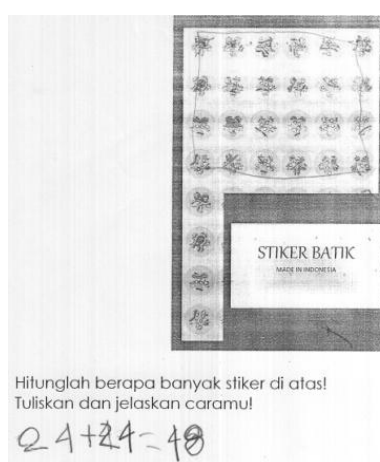 STIKER BATIK
MADE IN INDONESIA
Hitunglah berapa banyak stiker di atas!
Tuliskan dan jelaskan caramu!
24+24=48